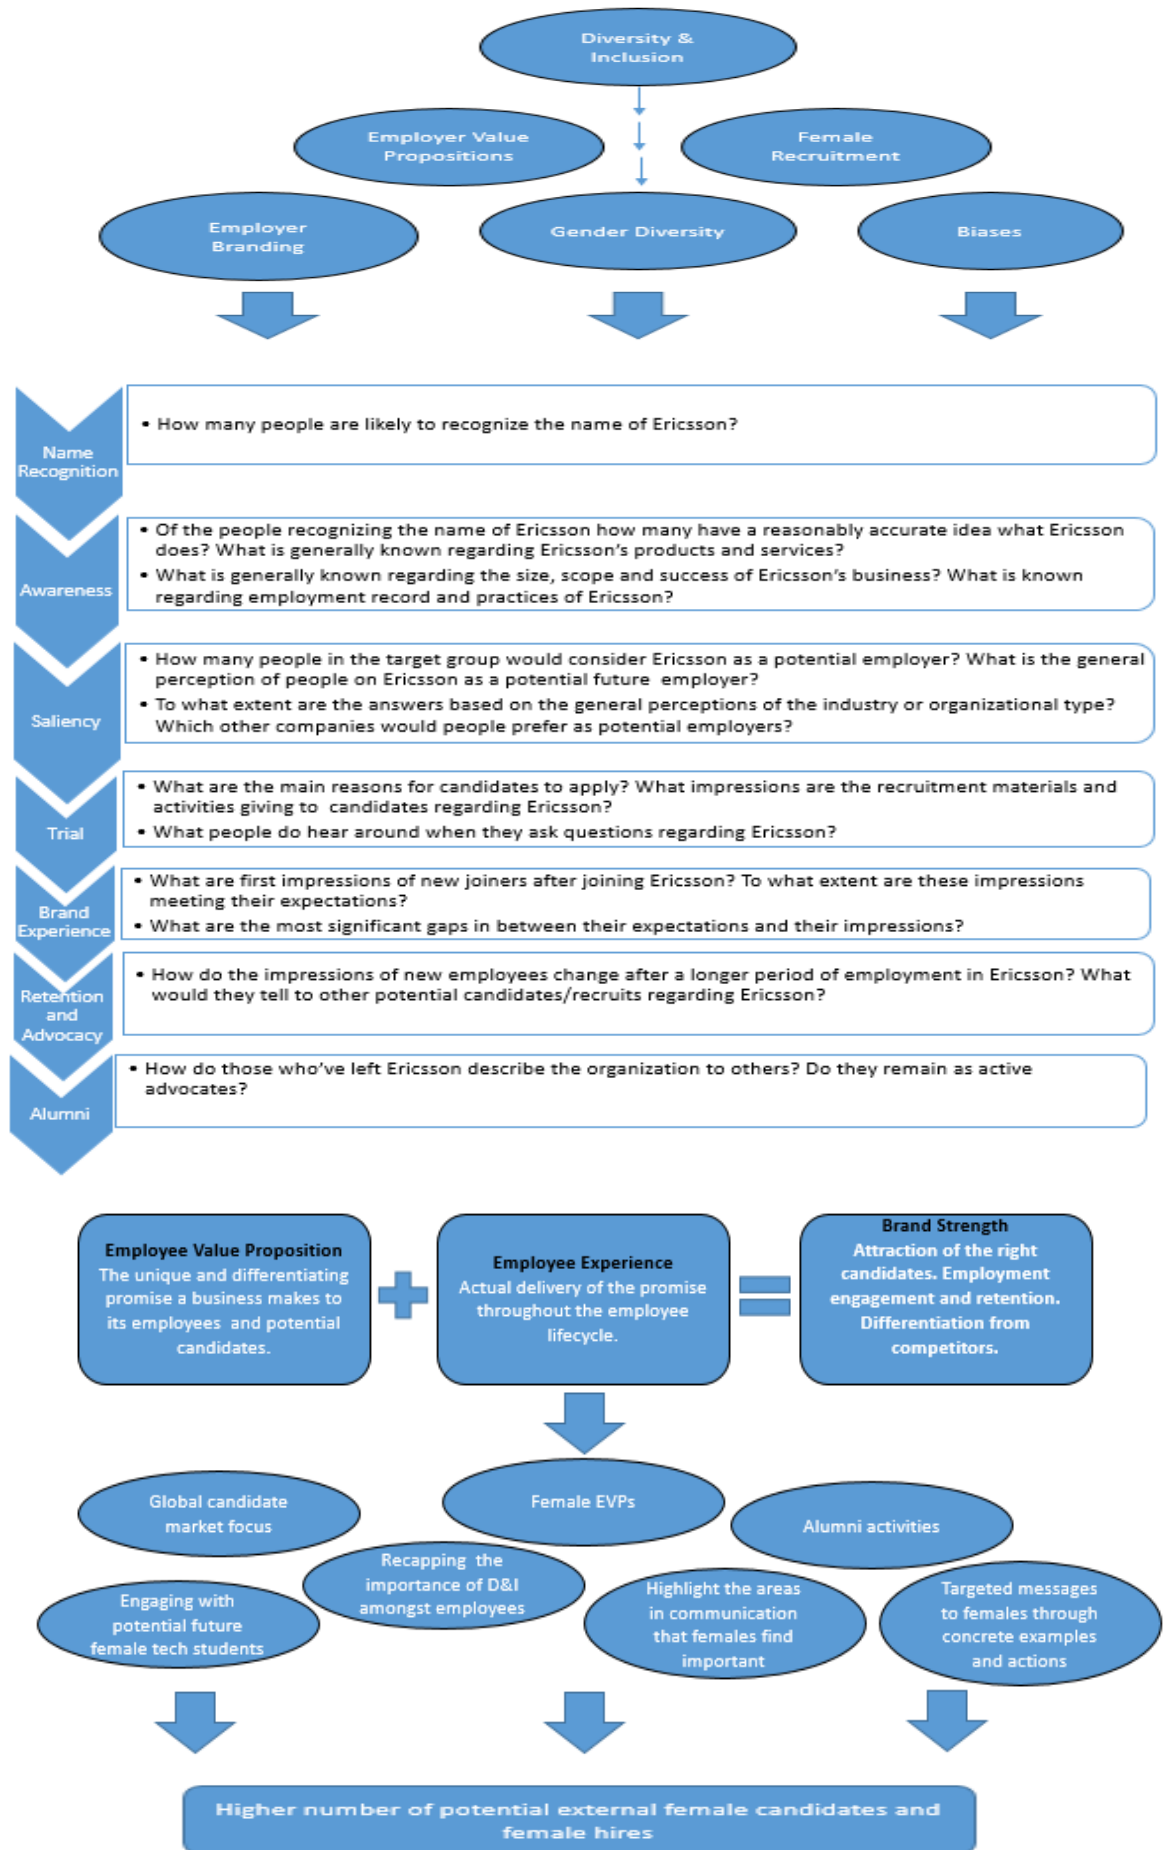 Diversity &
Inclusion
Employer Value
Propositions
Female
Recruitment
Employer
Branding
Gender Diversity
Biases
Name
Recognition
• How many people are likely to recognize the name of Ericsson?
Awareness
• Of the people recognizing the name of Ericsson how many have a reasonably accurate idea what Ericsson
does? What is generally known regarding Ericsson's products and services?
• What is generally known regarding the size, scope and success of Ericsson's business? What is known
regarding employment record and practices of Ericsson?
Saliency
• How many people in the target group would consider Ericsson as a potential employer? What is the general
perception of people on Ericsson as a potential future employer?
• To what extent are the answers based on the general perceptions of the industry or organizational type?
Which other companies would people prefer as potential employers?
Trial
• What are the main reasons for candidates to apply? What impressions are the recruitment materials and
activities giving to candidates regarding Ericsson?
• What people do hear around when they ask questions regarding Ericsson?
Brand
Experience
• What are first impressions of new joiners after joining Ericsson? To what extent are these impressions
meeting their expectations?
• What are the most significant gaps in between their expectations and their impressions?
Retention
and
Advocacy
• How do the impressions of new employees change after a longer period of employment in Ericsson? What
would they tell to other potential candidates/recruits regarding Ericsson?
Alumni
• How do those who've left Ericsson describe the organization to others? Do they remain as active
advocates?
Employee Value Proposition
The unique and differentiating
promise a business makes to
its employees and potential
candidates.
Employee Experience
Actual delivery of the promise
throughout the employee
lifecycle.
Brand Strength
Attraction of the right
candidates. Employment
engagement and retention.
Differentiation from
competitors.
Global candidate
market focus
Female EVPs
Alumni activities
Recapping the
importance of D&I
amongst employees
Engaging with
potential future
female tech students
Highlight the areas
in communication
that females find
important
Targeted messages
to females through
concrete examples
and actions
Higher number of potential external female candidates and
female hires